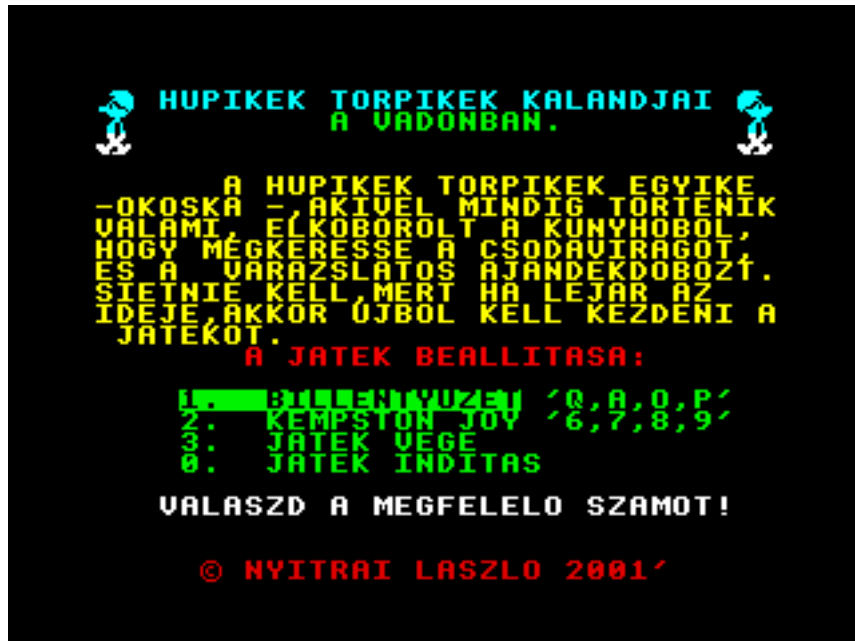 HUPIKEK TORPIKEK KALANDJAI
A VADONBAN.
A HUPIKEK TORPIKEK EGYIKE
-OKOSKA -,AKIVEL MINDIG TORTENIK
VALAMI, ELKOBOROLT A KUNYHOBOL,
HOGY MEGKERESSE A CSODAVIRAGOT,
ES A VARAZSLATOS AJANDEKDOBOZT.
SIETNIE KELL,MERT HA LEJAR AZ
IDEJE,AKKOR UJBOL KELL KEZDENI A
JATEKOT.
A JATEK BEALLITASA:
1. BILLENTYUZET 'Q,A,O,P'
2. KEMPSTON JOY '6,7,8,9'
3. JATEK VEGE
0. JATEK INDITAS
VALASZD A MEGFELELO SZAMOT!
© NYITRAI LASZLO 2001'